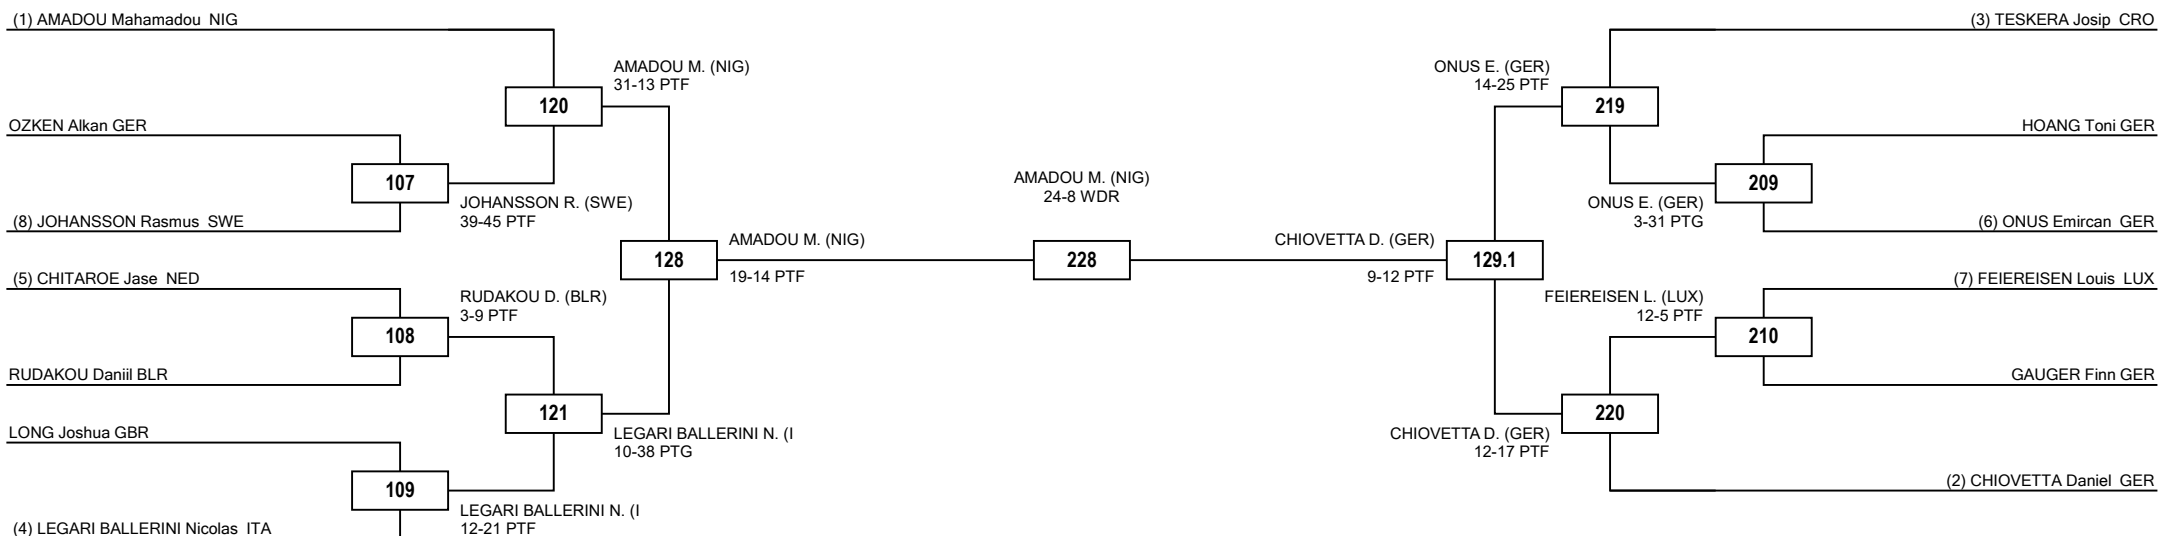 (1) AMADOU Mahamadou  NIG
(3) TESKERA Josip  CRO
AMADOU M. (NIG)
31-13 PTF
ONUS E. (GER)
14-25 PTF
120
219
OZKEN Alkan GER
HOANG Toni GER
107
AMADOU M. (NIG)
24-8 WDR
209
JOHANSSON R. (SWE)
39-45 PTF
ONUS E. (GER)
3-31 PTG
(8) JOHANSSON Rasmus  SWE
(6) ONUS Emircan  GER
128
AMADOU M. (NIG)
19-14 PTF
228
CHIOVETTA D. (GER)
9-12 PTF
129.1
(5) CHITAROE Jase  NED
(7) FEIEREISEN Louis  LUX
RUDAKOU D. (BLR)
3-9 PTF
FEIEREISEN L. (LUX)
12-5 PTF
108
210
RUDAKOU Daniil BLR
GAUGER Finn GER
121
220
LONG Joshua GBR
LEGARI BALLERINI N. (I
10-38 PTG
CHIOVETTA D. (GER)
12-17 PTF
109
(2) CHIOVETTA Daniel  GER
LEGARI BALLERINI N. (I
12-21 PTF
(4) LEGARI BALLERINI Nicolas  ITA